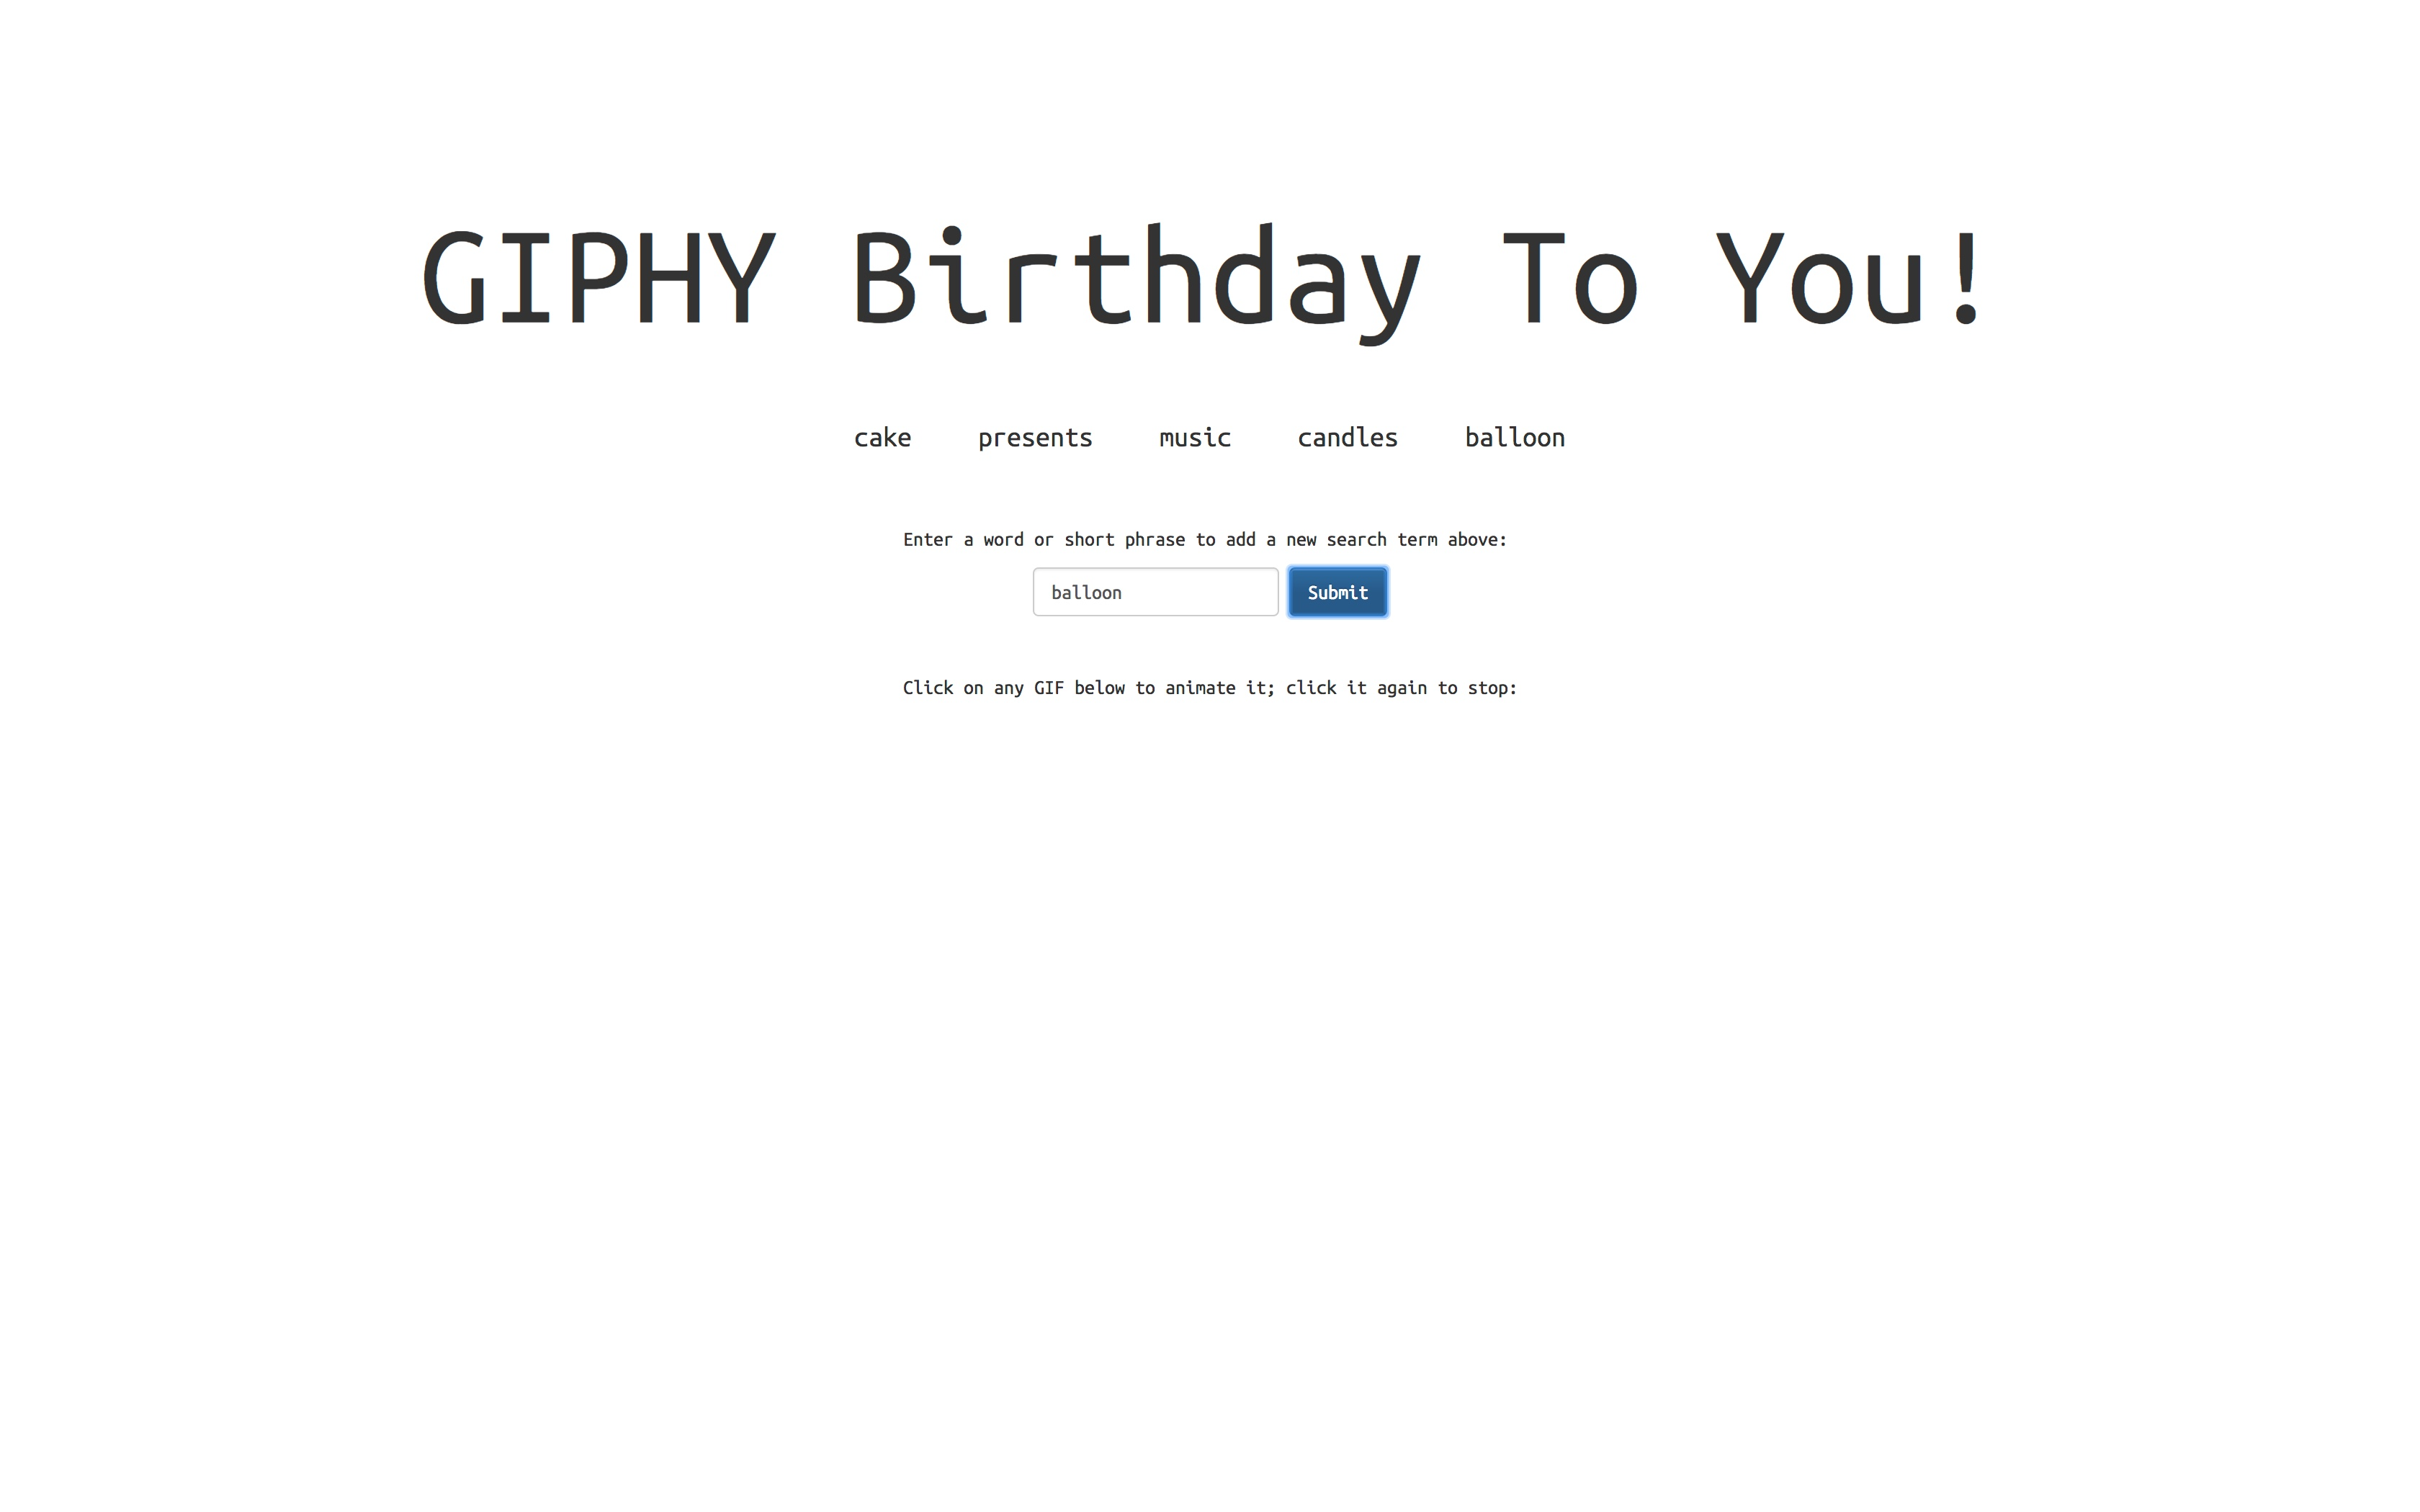 GIPHY Birthday To You!
cake presents music candles balloon
Enter a word or short phrase to add a new search term above:
balloon Submit
Click on any GIF below to animate it; click it again to stop: